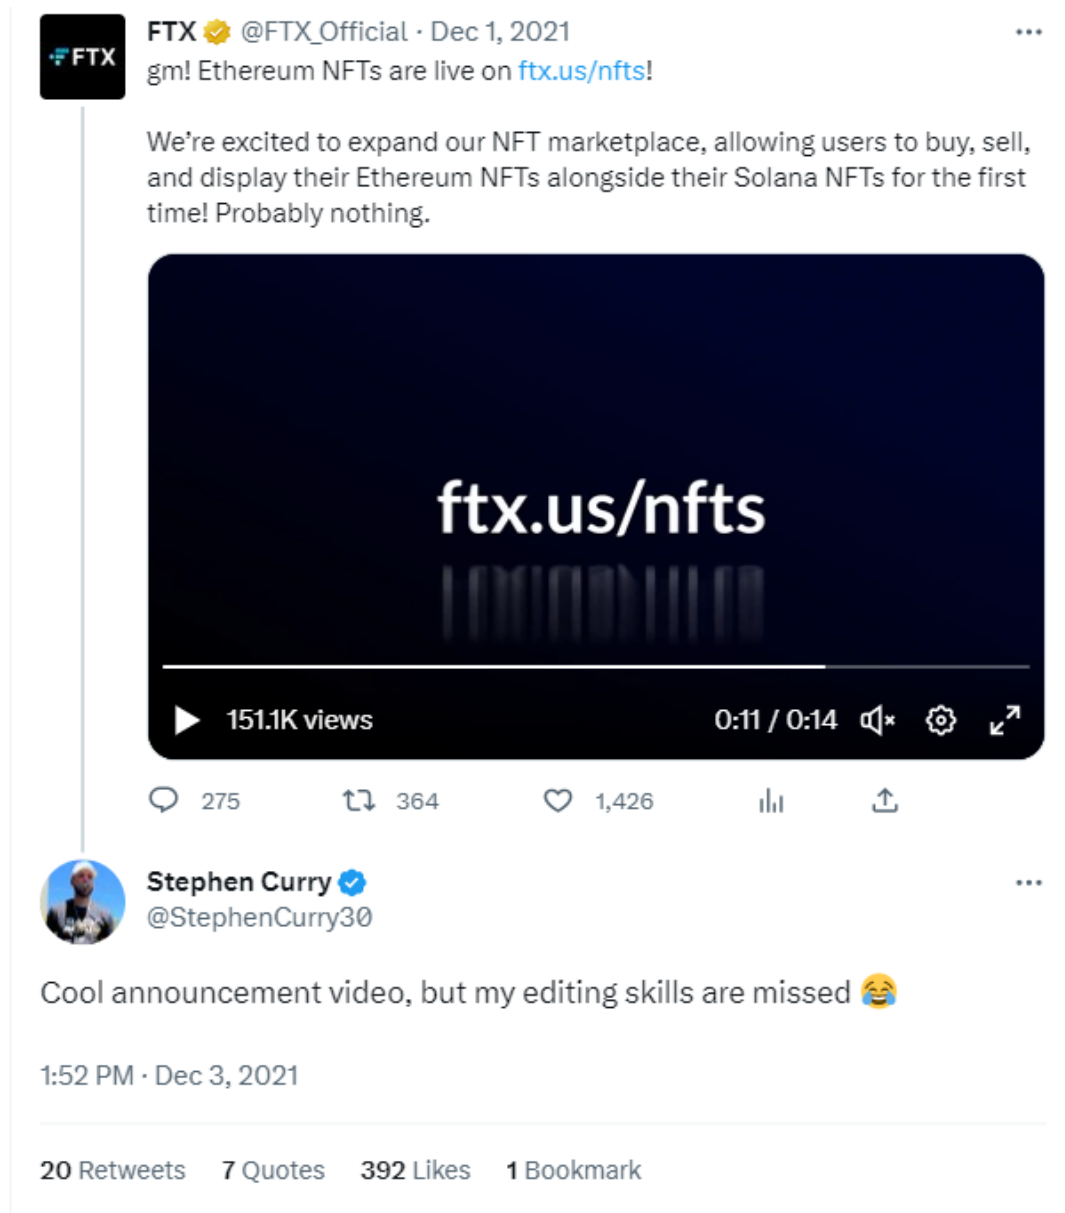 FTX @FTX_Official · Dec 1, 2021
FTX
gm! Ethereum NFTs are live on ftx.us/nfts!
We're excited to expand our NFT marketplace, allowing users to buy, sell,
and display their Ethereum NFTs alongside their Solana NFTs for the first
time! Probably nothing.
ftx.us/nfts
151.1K views 0:11 / 0:14
275 364 1,426
Stephen Curry
@StephenCurry30
Cool announcement video, but my editing skills are missed 😂
1:52 PM · Dec 3, 2021
20 Retweets 7 Quotes 392 Likes 1 Bookmark